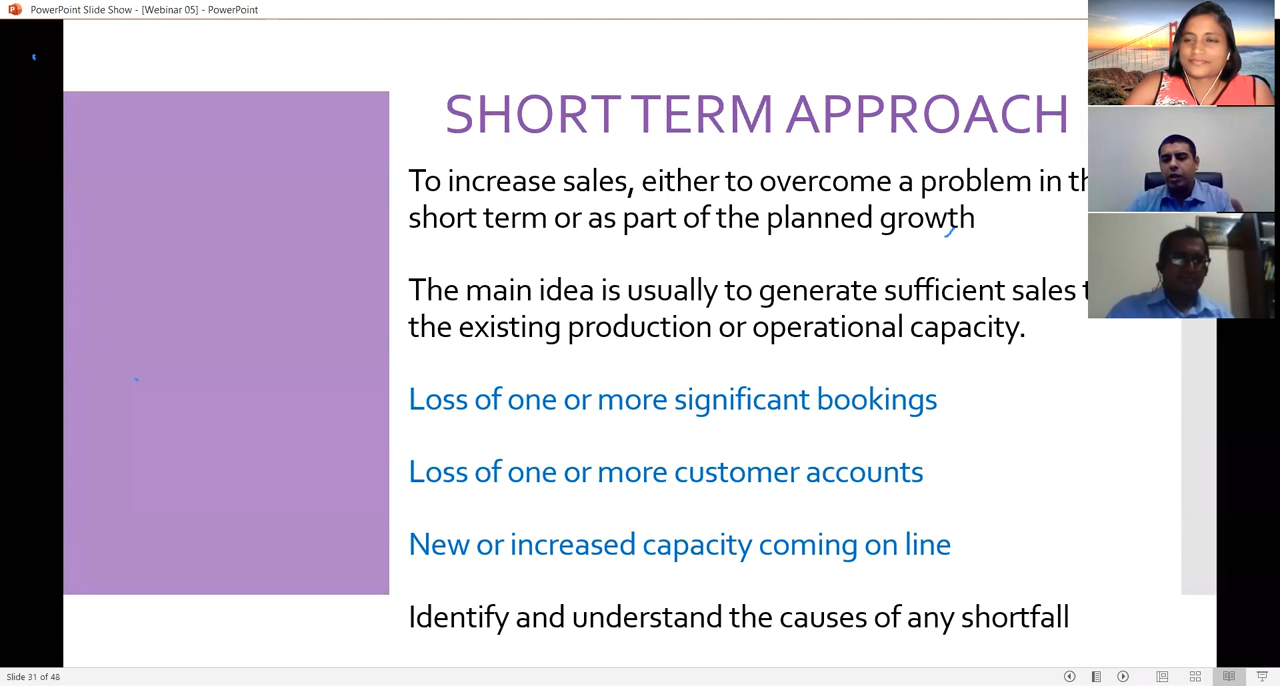 PowerPoint Slide Show - [Webinar 05] - PowerPoint
SHORT TERM APPROACH
To increase sales, either to overcome a problem in
short term or as part of the planned growth
The main idea is usually to generate sufficient sales
the existing production or operational capacity.
Loss of one or more significant bookings
Loss of one or more customer accounts
New or increased capacity coming on line
Identify and understand the causes of any shortfall
Slide 31 of 48